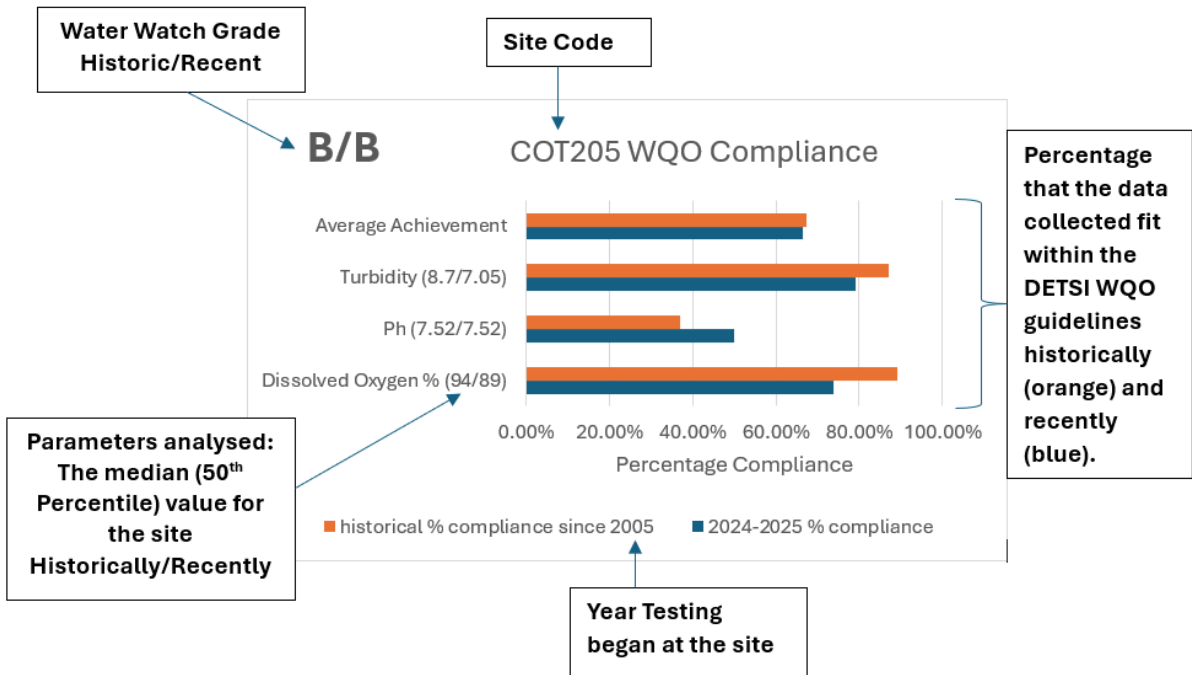 Water Watch Grade
Historic/Recent
Site Code
B/B
COT205 WQO Compliance
Average Achievement
Turbidity (8.7/7.05)
Ph (7.52/7.52)
Dissolved Oxygen % (94/89)
0.00% 20.00% 40.00% 60.00% 80.00% 100.00%
Percentage Compliance
historical % compliance since 2005 2024-2025 % compliance
Percentage
that the data
collected fit
within the
DETSI WQO
guidelines
historically
(orange) and
recently
(blue).
Parameters analysed:
The median (50th
Percentile) value for
the site
Historically/Recently
Year Testing
began at the site